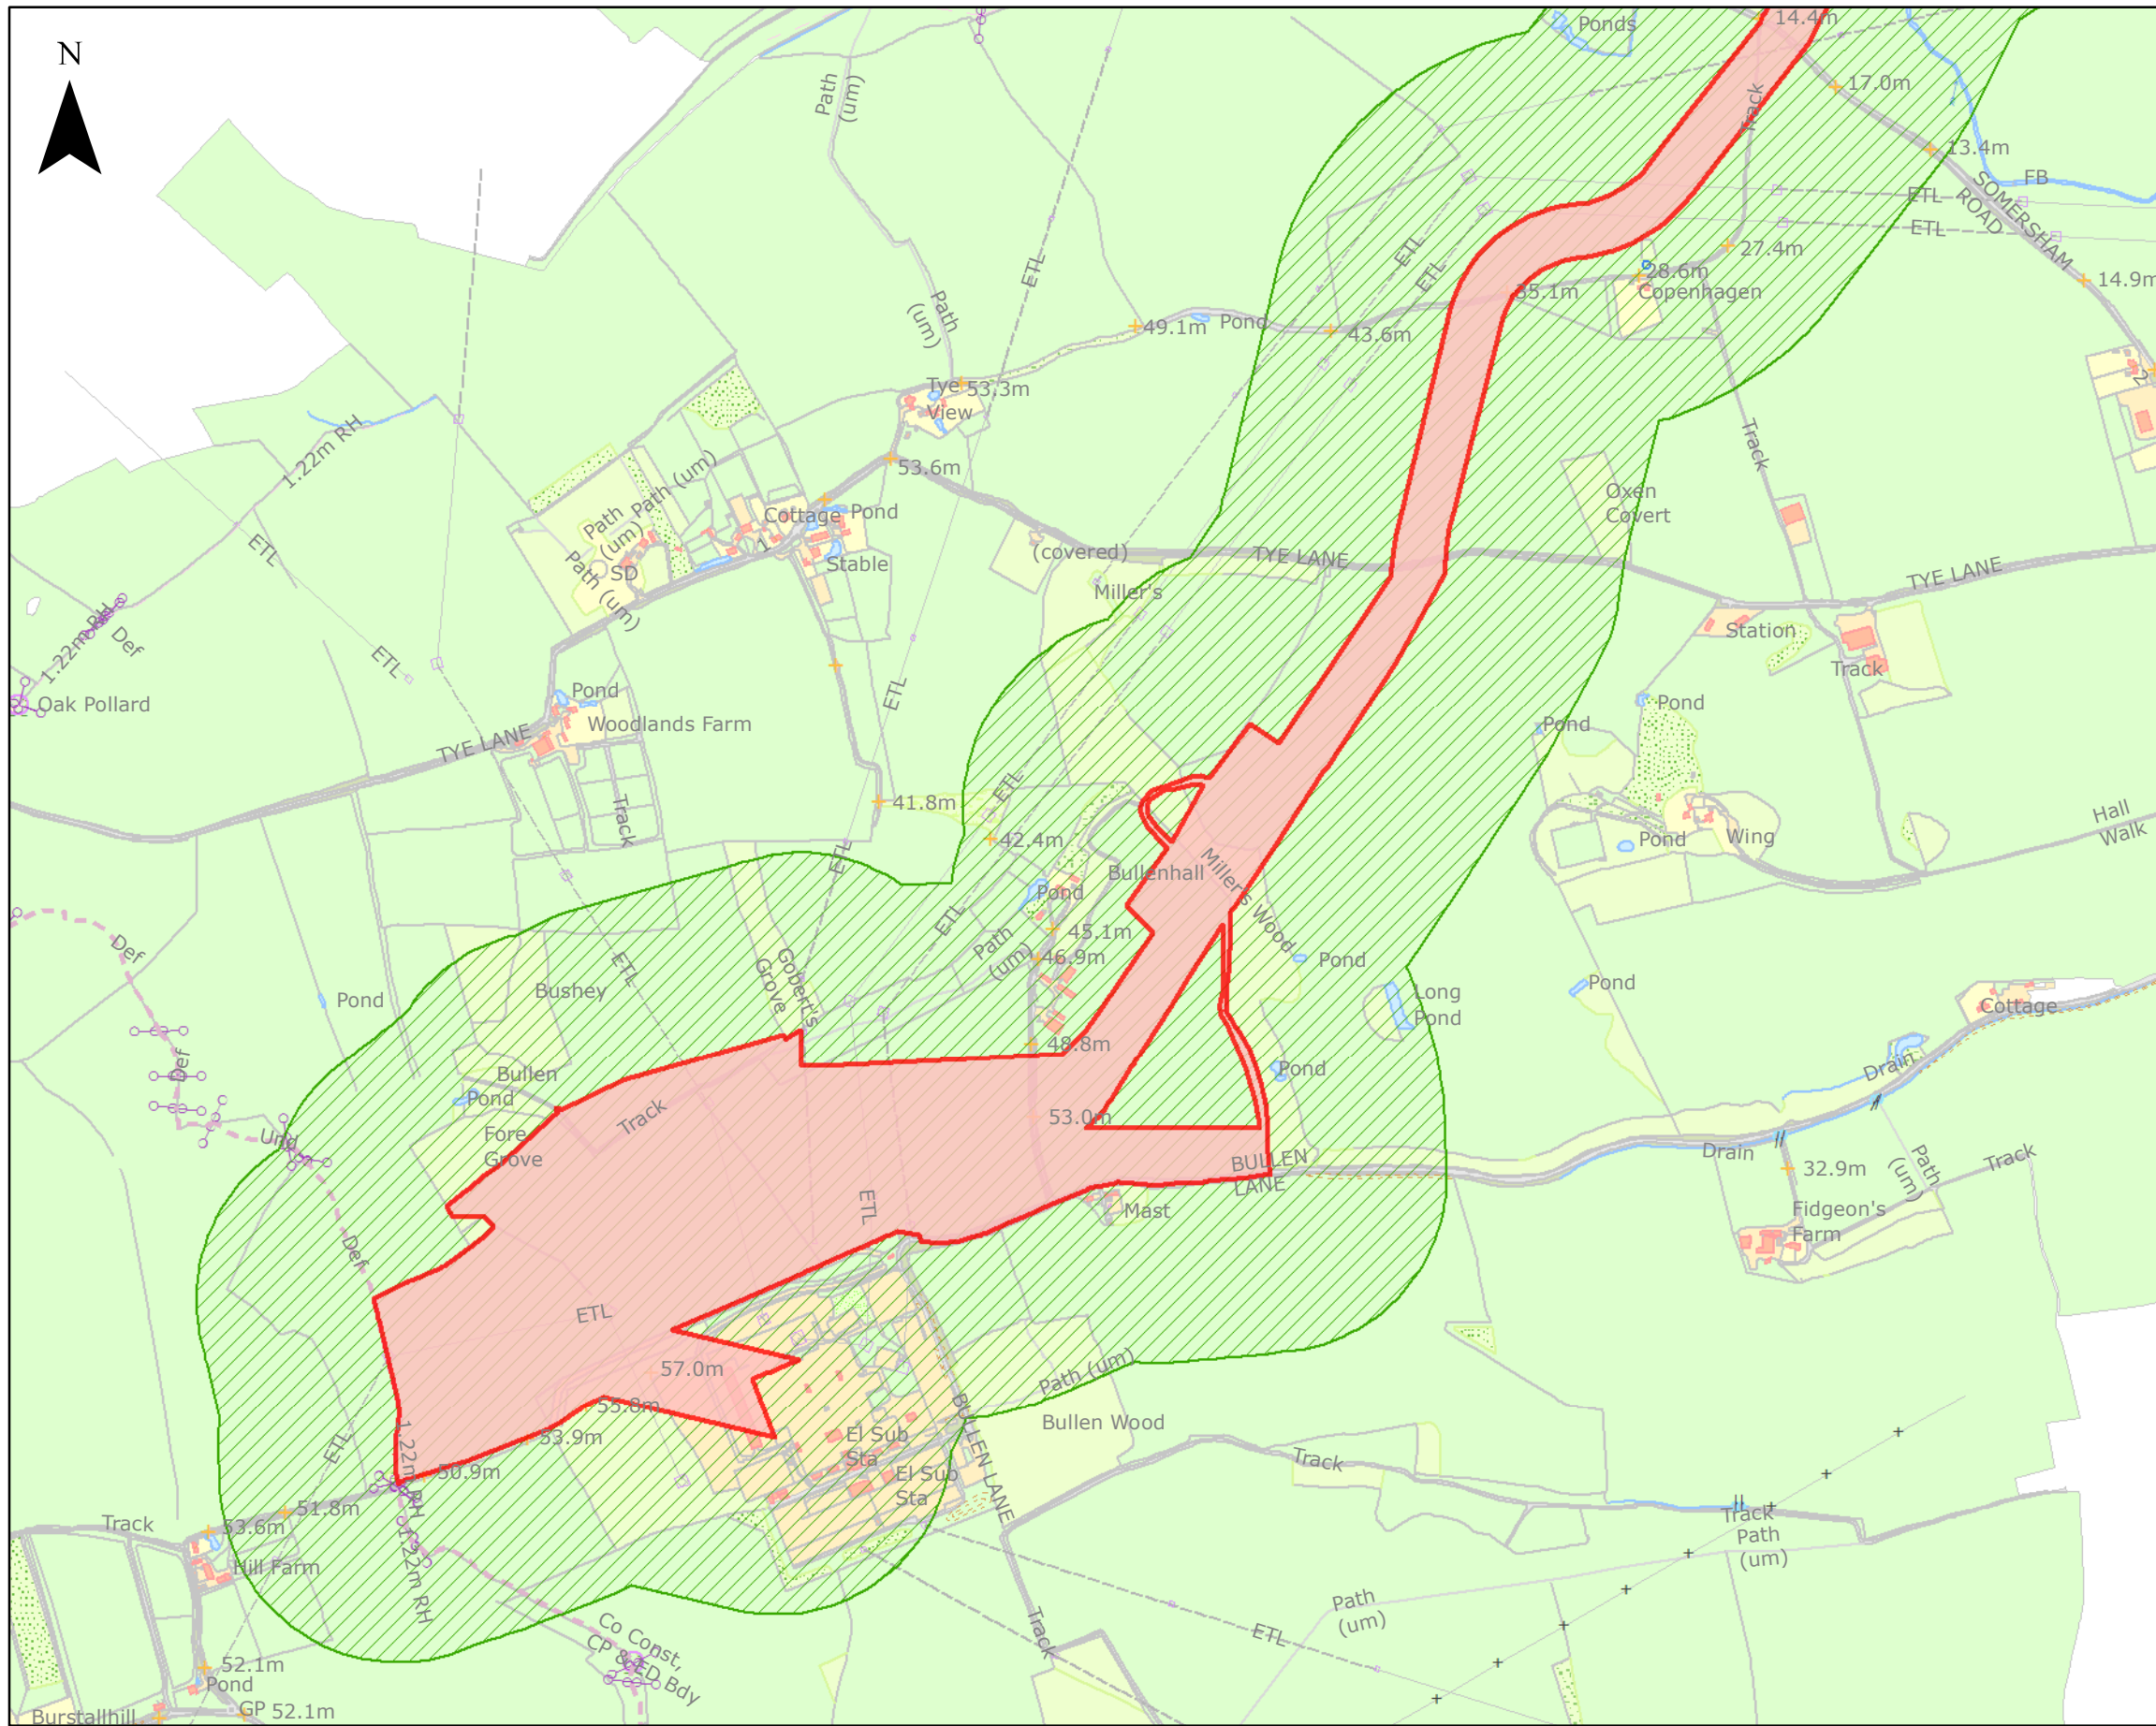 N
Ponds
14.4m
Path
(um)
17.0m
Track
13.4m
FB
ETL
SOMERSHAM
ROAD
ETL
ETL
ETL
ETL
27.4m
28.6m
Copenhagen
35.1m
14.9m
Path
(um)
49.1m
Pond
43.6m
Tye
View
53.3m
2
1.22m RH
53.6m
Track
Path (um)
Path
(um)
Path (um)
SD
Cottage
Pond
1
Stable
Oxen
Covert
ETL
(covered)
TYE LANE
TYE LANE
Miller's
1.22m RH
Def
Station
Track
ETL
Oak Pollard
Pond
Woodlands Farm
TYE LANE
ETL
Pond
Pond
Track
41.8m
ETL
42.4m
ETL
Pond
Wing
Hall
Walk
Bullenhall
Millers Wood
Pond
ETL
45.1m
Path
(um)
46.9m
Def
ETL
Gobert's
Grove
Bushey
Pond
Pond
Long
Pond
Pond
Cottage
48.8m
Def
Bullen
Pond
Pond
Drain
Track
53.0m
Und
Fore
Grove
BULLEN
LANE
Drain
32.9m
Path
(um)
Track
ETL
Mast
Fidgeon's
Farm
Def
ETL
57.0m
Path (um)
55.8m
53.9m
El Sub
Sta
BULLEN LANE
Bullen Wood
ETL
1.22m RH
50.9m
El Sub
Sta
Track
Track
53.6m
51.8m
Track
Path
(um)
Hill Farm
1.22m RH
Path
(um)
Co Const,
CP & ED Bdy
Track
ETL
52.1m
Pond
GP
52.1m
Burstallhill